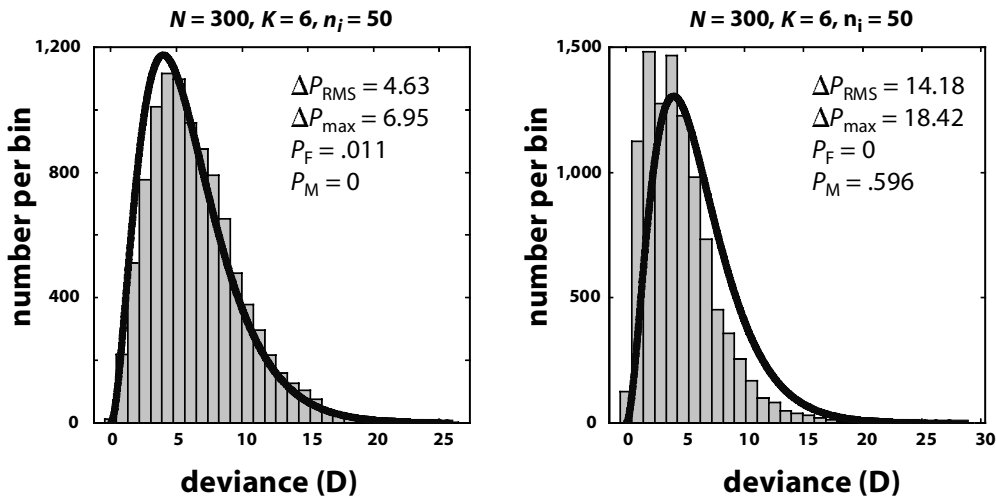 N = 300, K = 6, nᵢ = 50
number per bin
1,200
800
400
0
ΔP_RMS = 4.63
ΔP_max = 6.95
P_F = .011
P_M = 0
0 5 10 15 20 25
deviance (D)
N = 300, K = 6, nᵢ = 50
number per bin
1,500
1,000
500
0
ΔP_RMS = 14.18
ΔP_max = 18.42
P_F = 0
P_M = .596
0 5 10 15 20 25 30
deviance (D)